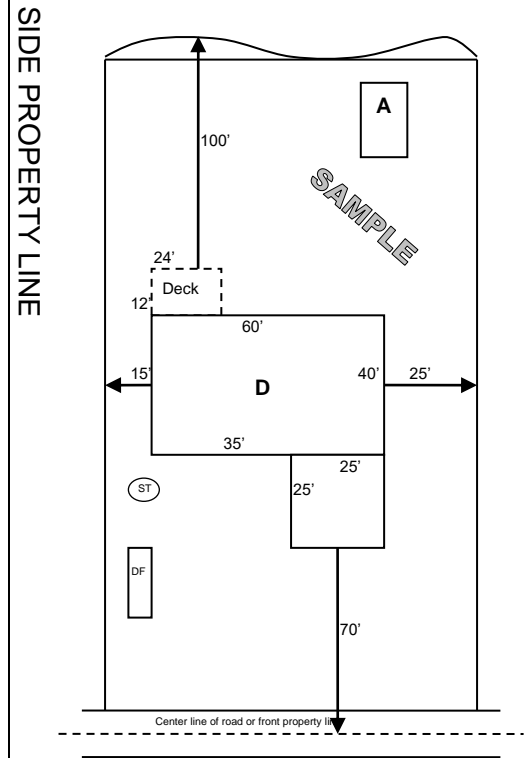 SIDE PROPERTY LINE
A
100’
SAMPLE
24’
Deck
12’
60’
15’
D
40’
25’
35’
25’
25’
ST
DF
70’
Center line of road or front property li